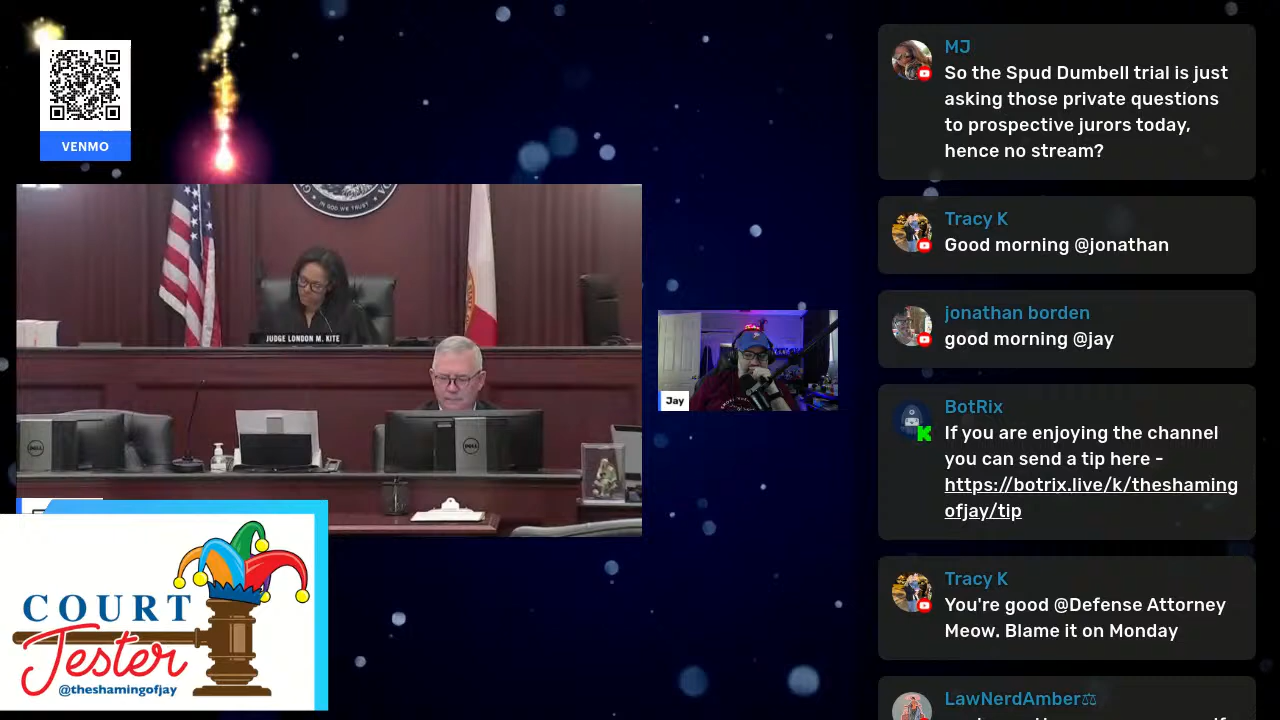 VENMO
IN GOD WE TRUST
JUDGE LONDON M. KITE
DELL
DELL
Jay
COURT
Jester
@theshamingofjay
MJ
So the Spud Dumbell trial is just
asking those private questions
to prospective jurors today,
hence no stream?
Tracy K
Good morning @jonathan
jonathan borden
good morning @jay
BotRix
If you are enjoying the channel
you can send a tip here -
https://botrix.live/k/theshaming
ofjay/tip
Tracy K
You're good @Defense Attorney
Meow. Blame it on Monday
LawNerdAmber⚖